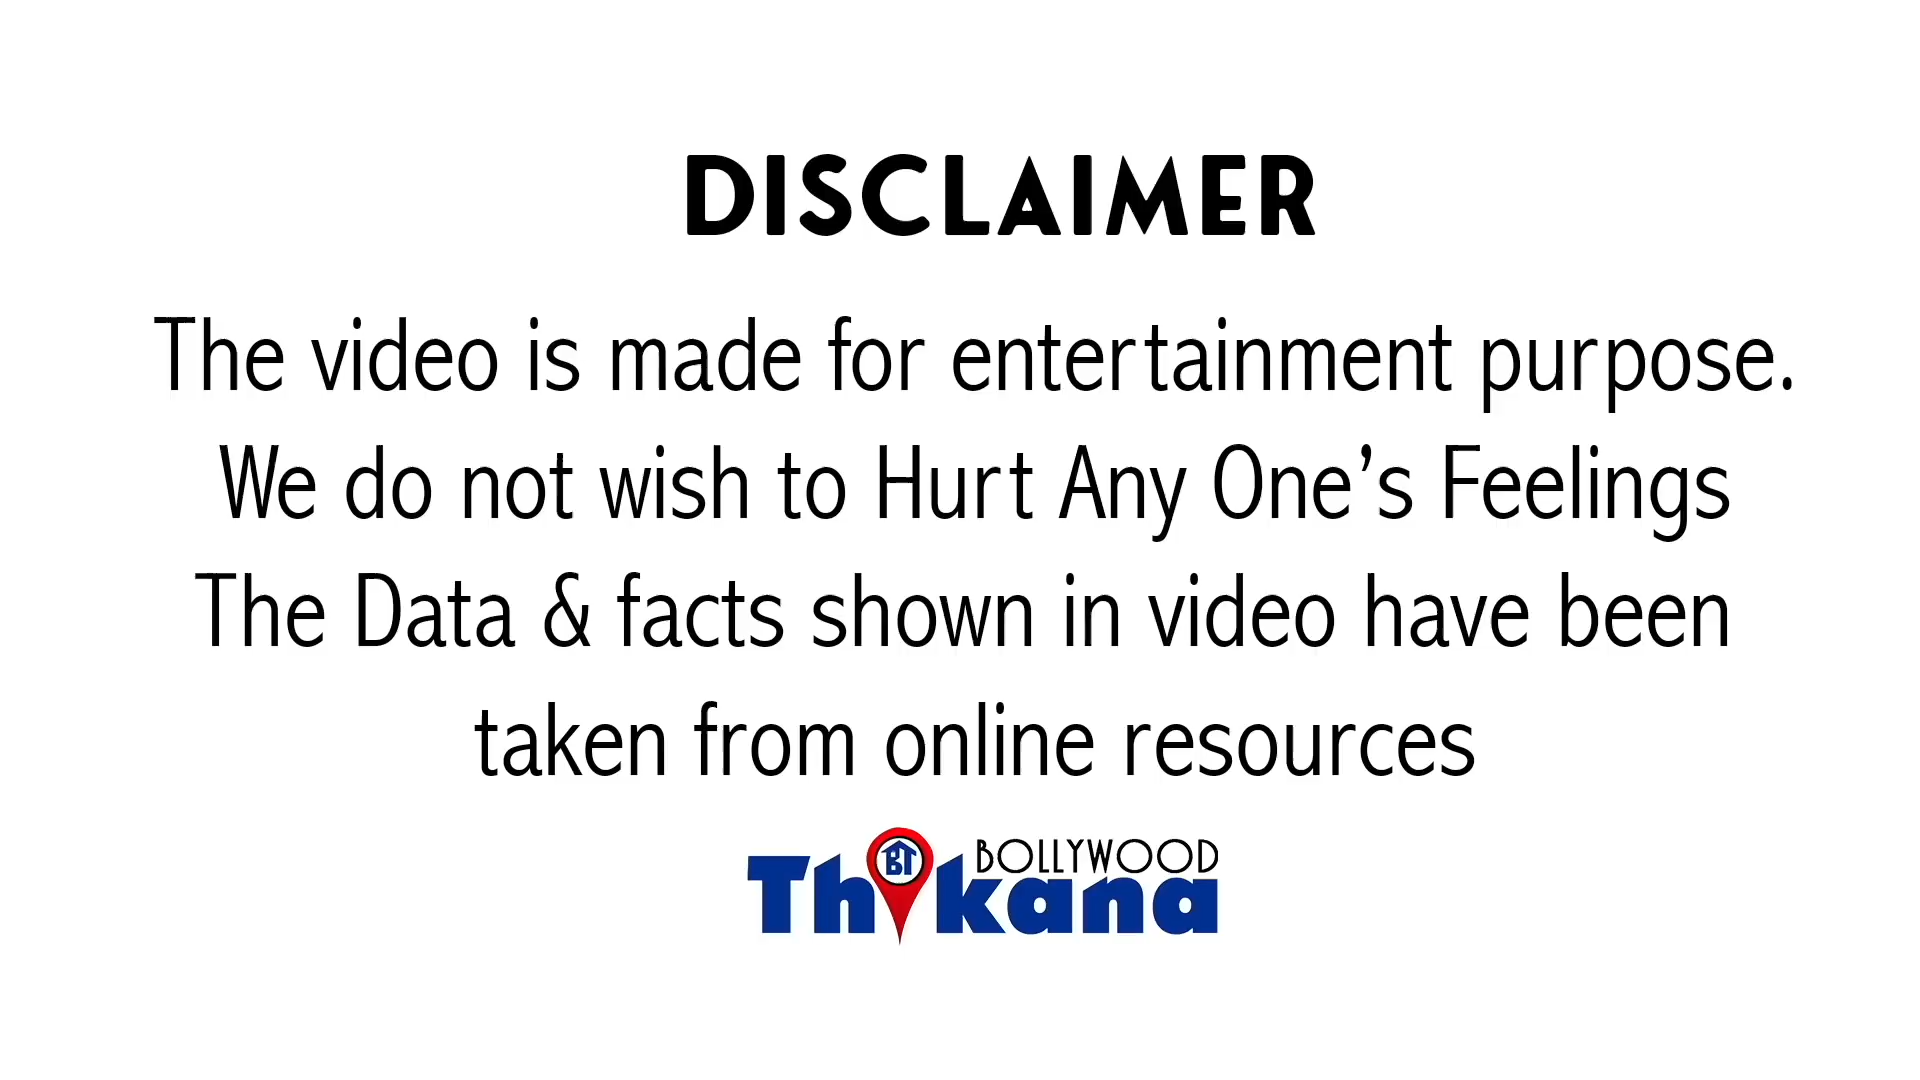 DISCLAIMER
The video is made for entertainment purpose.
We do not wish to Hurt Any One’s Feelings
The Data & facts shown in video have been
taken from online resources
BT
BOLLYWOOD
Thikana